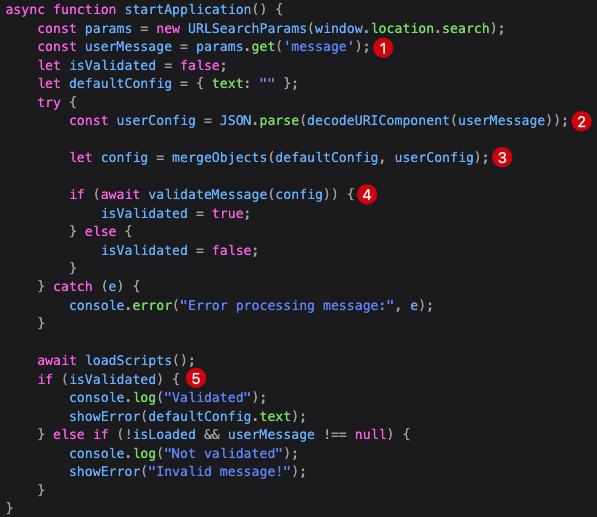 async function startApplication() {
    const params = new URLSearchParams(window.location.search);
    const userMessage = params.get('message'); 1
    let isValidated = false;
    let defaultConfig = { text: "" };
    try {
        const userConfig = JSON.parse(decodeURIComponent(userMessage)); 2

        let config = mergeObjects(defaultConfig, userConfig); 3

        if (await validateMessage(config)) { 4
            isValidated = true;
        } else {
            isValidated = false;
        }
    } catch (e) {
        console.error("Error processing message:", e);
    }

    await loadScripts();
    if (isValidated) { 5
        console.log("Validated");
        showError(defaultConfig.text);
    } else if (!isLoaded && userMessage !== null) {
        console.log("Not validated");
        showError("Invalid message!");
    }
}